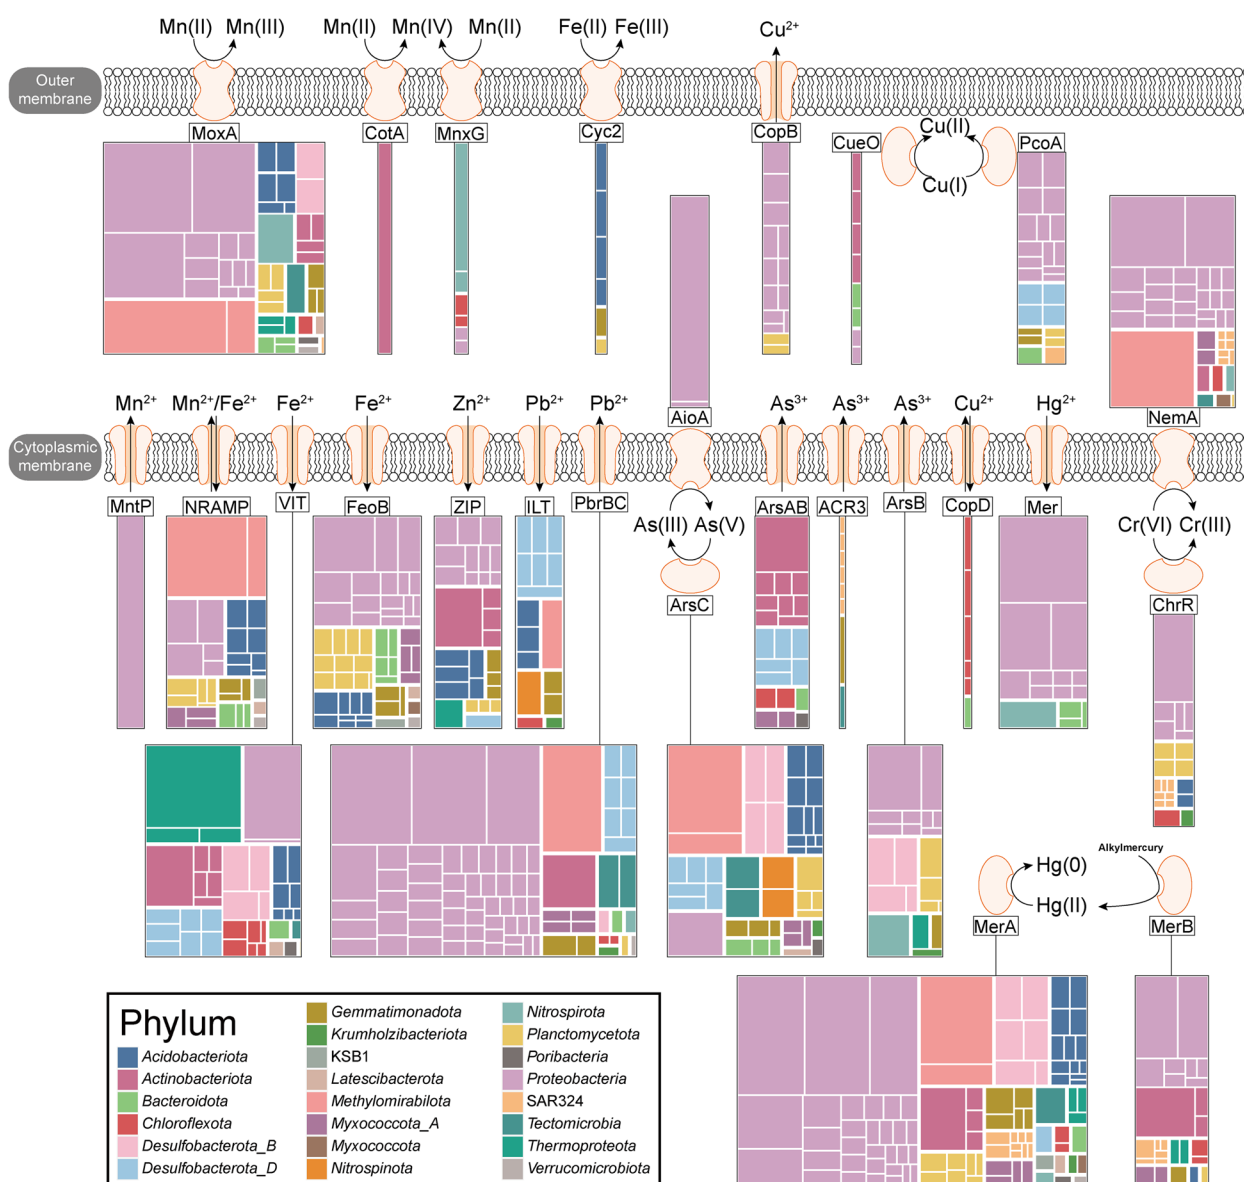 Mn(II) Mn(III) Mn(II) Mn(IV) Mn(II) Fe(II) Fe(III) Cu²⁺
Outer
membrane
MoxA CotA MnxG Cyc2 CopB CueO Cu(II) PcoA
Cu(I)
Mn²⁺ Mn²⁺/Fe²⁺ Fe²⁺ Fe²⁺ Zn²⁺ Pb²⁺ Pb²⁺ AioA As³⁺ As³⁺ As³⁺ Cu²⁺ Hg²⁺ NemA
Cytoplasmic
membrane
MntP NRAMP VIT FeoB ZIP ILT PbrBC ArsAB ACR3 ArsB CopD Mer
As(III) As(V) Cr(VI) Cr(III)
ArsC ChrR
Alkylmercury
Hg(0)
Hg(II)
MerA MerB
Phylum
Acidobacteriota
Actinobacteriota
Bacteroidota
Chloroflexota
Desulfobacterota_B
Desulfobacterota_D
Gemmatimonadota
Krumholzibacteriota
KSB1
Latescibacterota
Methylomirabilota
Myxococcota_A
Myxococcota
Nitrospinota
Nitrospirota
Planctomycetota
Poribacteria
Proteobacteria
SAR324
Tectomicrobia
Thermoproteota
Verrucomicrobiota